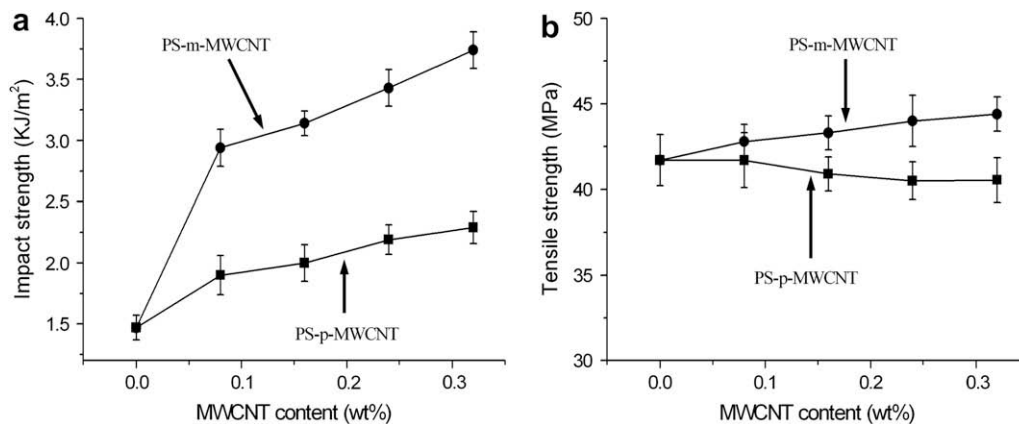 a
4.0
3.5
3.0
2.5
2.0
1.5
Impact strength (KJ/m²)
PS-m-MWCNT
PS-p-MWCNT
0.0 0.1 0.2 0.3
MWCNT content (wt%)
b
50
45
40
35
30
Tensile strength (MPa)
PS-m-MWCNT
PS-p-MWCNT
0.0 0.1 0.2 0.3
MWCNT content (wt%)